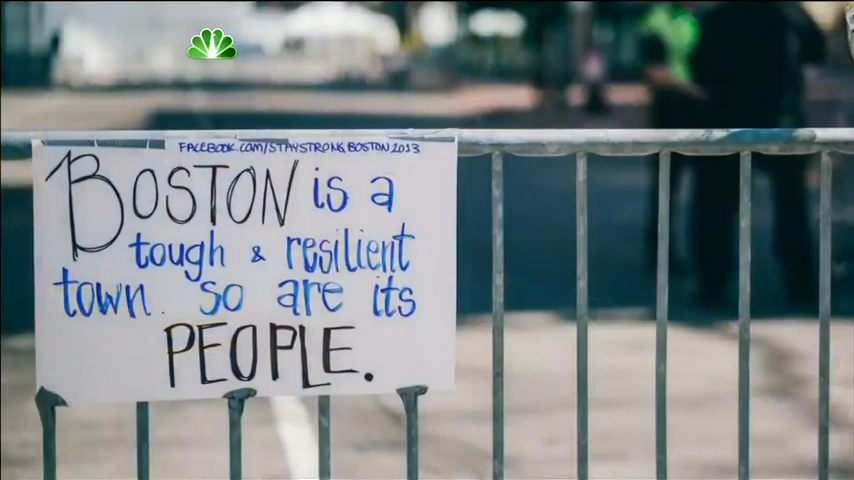 FACEBOOK.COM/STAYSTRONGBOSTON2013
BOSTON is a
tough & resilient
town. So are its
PEOPLE.